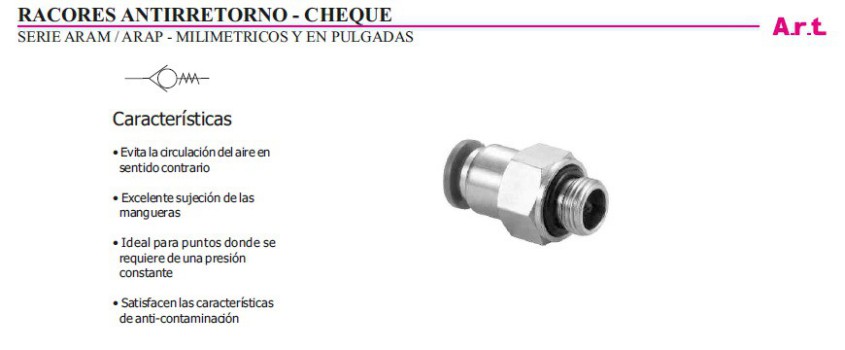 RACORES ANTIRRETORNO - CHEQUE
SERIE ARAM / ARAP - MILIMETRICOS Y EN PULGADAS
A.r.t.
Características
• Evita la circulación del aire en
sentido contrario
• Excelente sujeción de las
mangueras
• Ideal para puntos donde se
requiere de una presión
constante
• Satisfacen las características
de anti-contaminación